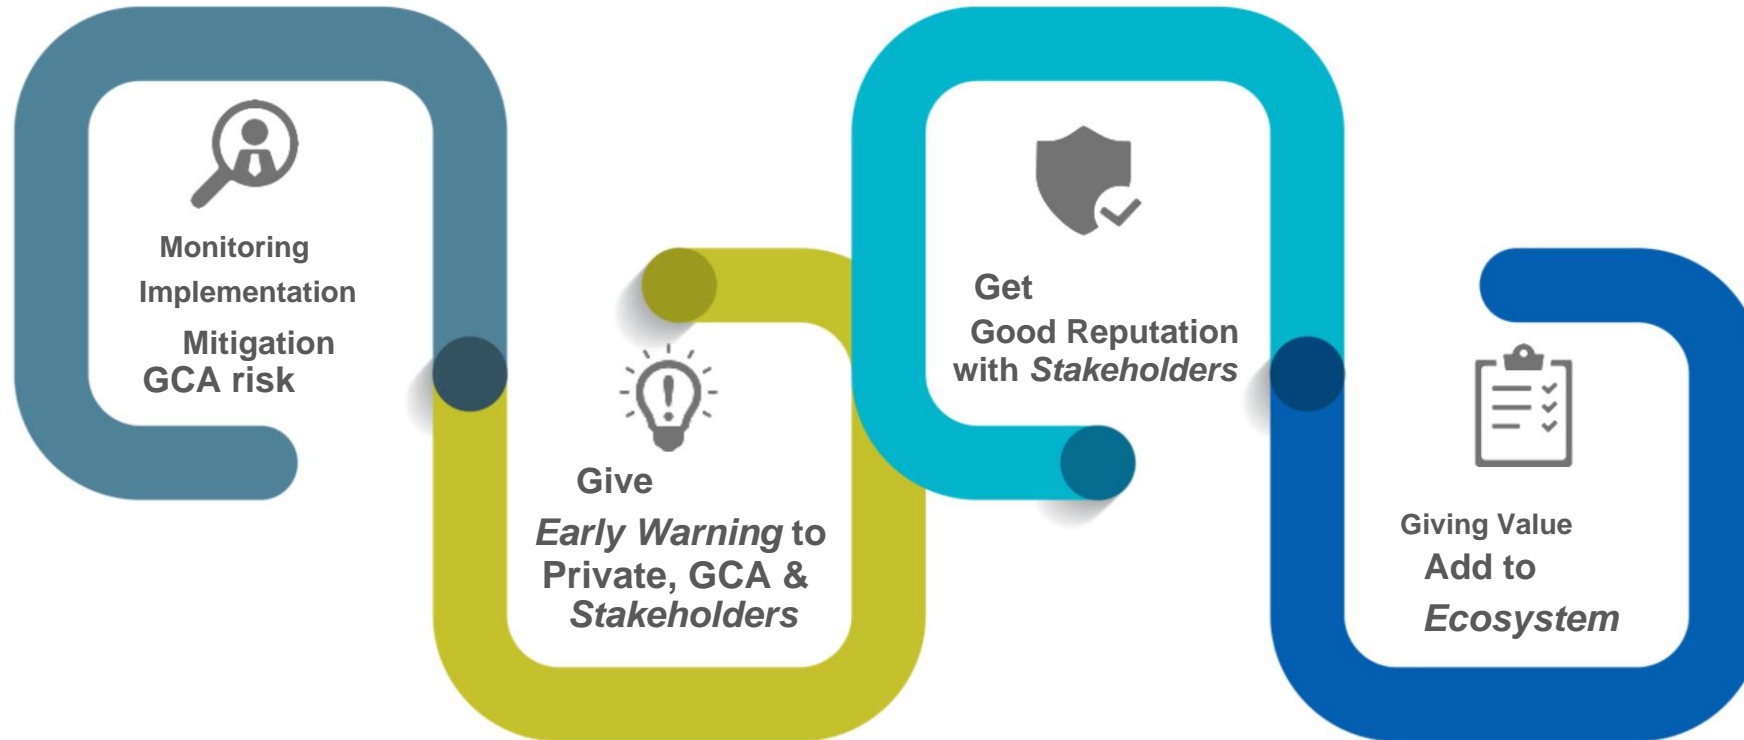 Monitoring
Implementation
Mitigation
GCA risk
Give
Early Warning to
Private, GCA &
Stakeholders
Get
Good Reputation
with Stakeholders
Giving Value
Add to
Ecosystem